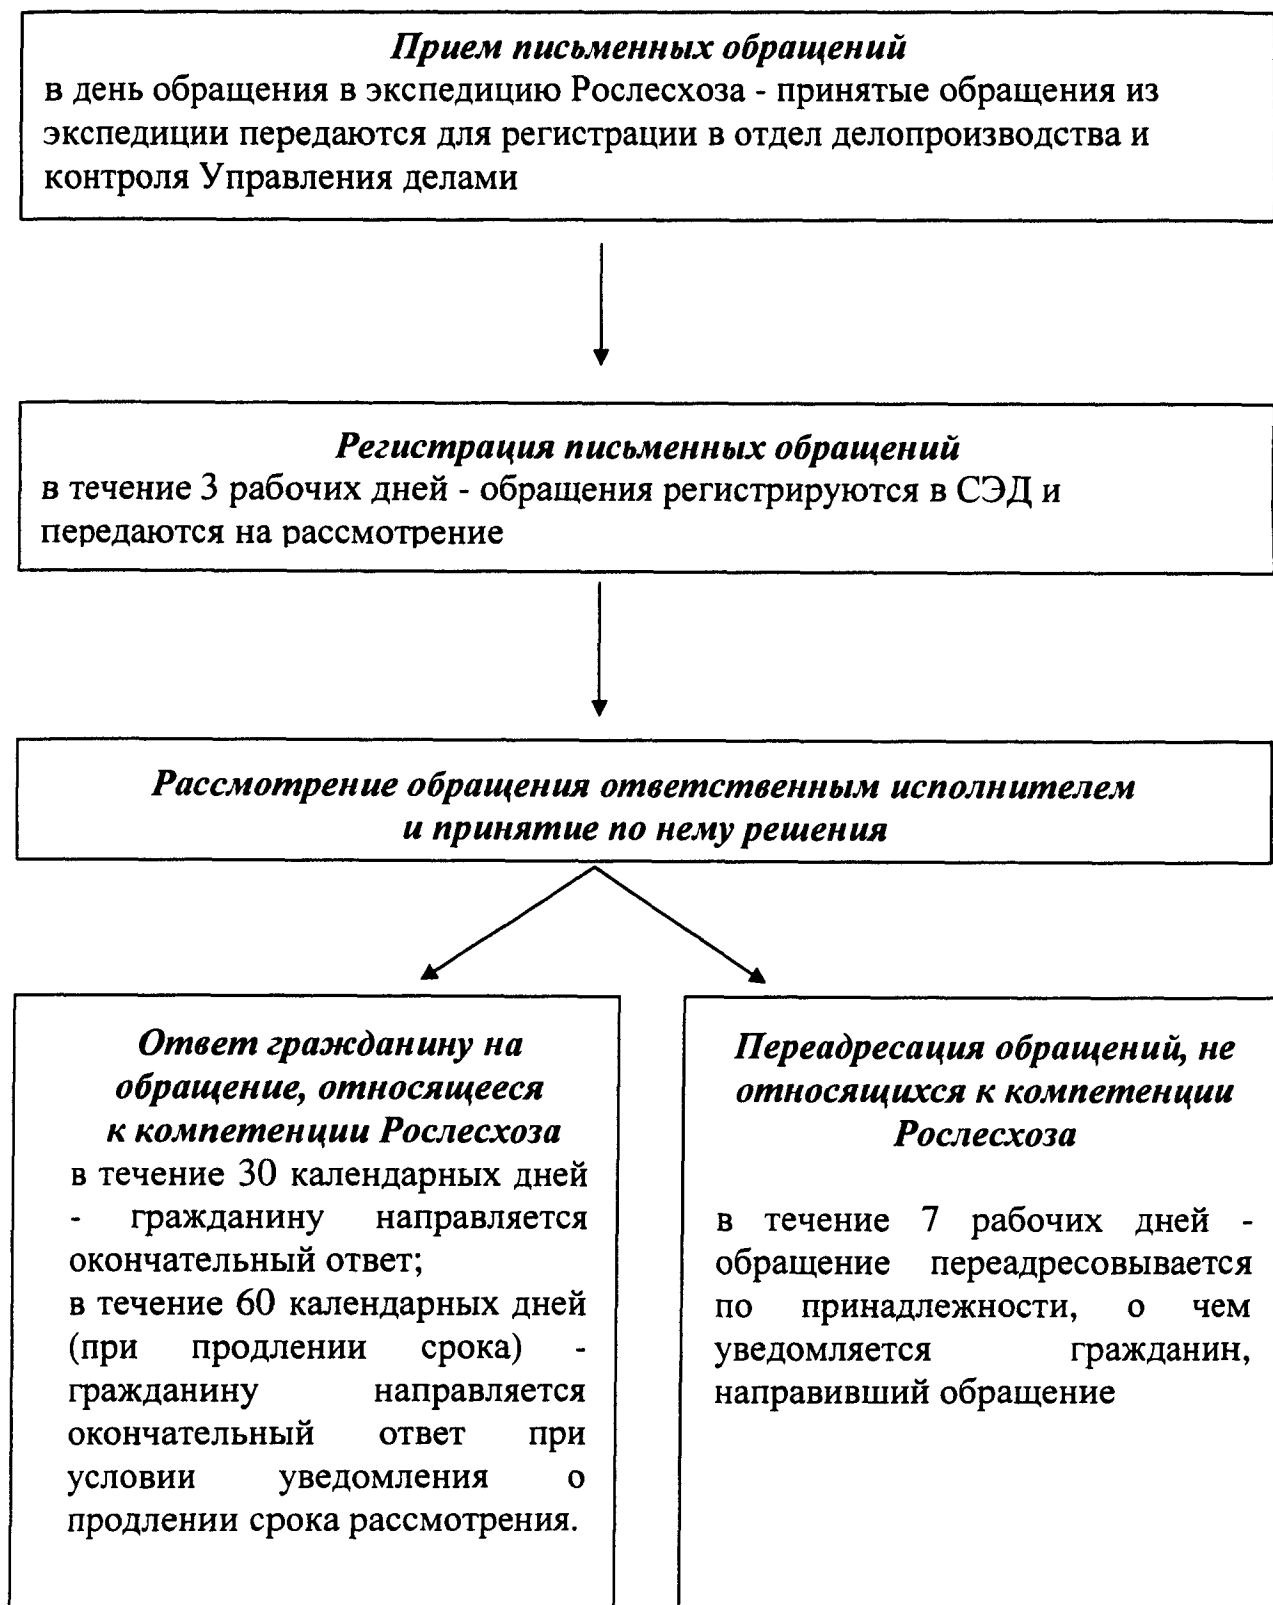 Прием письменных обращений
в день обращения в экспедицию Рослесхоза - принятые обращения из
экспедиции передаются для регистрации в отдел делопроизводства и
контроля Управления делами
Регистрация письменных обращений
в течение 3 рабочих дней - обращения регистрируются в СЭД и
передаются на рассмотрение
Рассмотрение обращения ответственным исполнителем
и принятие по нему решения
Ответ гражданину на
обращение, относящееся
к компетенции Рослесхоза
в течение 30 календарных дней
- гражданину направляется
окончательный ответ;
в течение 60 календарных дней
(при продлении срока) -
гражданину направляется
окончательный ответ при
условии уведомления о
продлении срока рассмотрения.
Переадресация обращений, не
относящихся к компетенции
Рослесхоза
в течение 7 рабочих дней -
обращение переадресовывается
по принадлежности, о чем
уведомляется гражданин,
направивший обращение